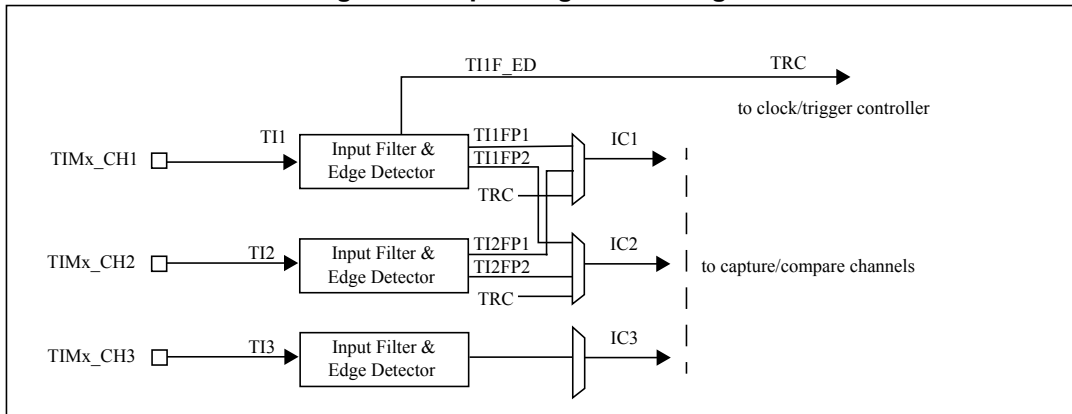 TI1F_ED
TRC
to clock/trigger controller
TIMx_CH1
TI1
Input Filter &
Edge Detector
TI1FP1
TI1FP2
TRC
IC1
TIMx_CH2
TI2
Input Filter &
Edge Detector
TI2FP1
TI2FP2
TRC
IC2
to capture/compare channels
TIMx_CH3
TI3
Input Filter &
Edge Detector
IC3